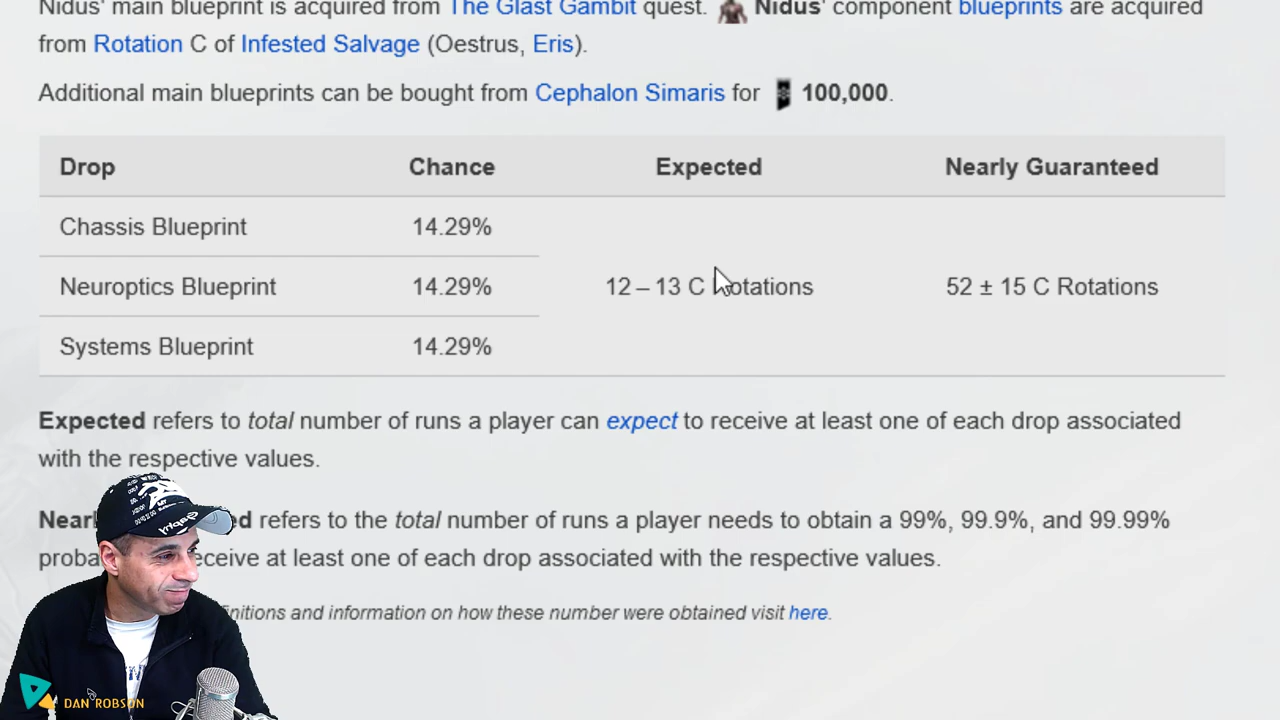 Nidus' main blueprint is acquired from The Glast Gambit quest. Nidus' component blueprints are acquired
from Rotation C of Infested Salvage (Oestrus, Eris).
Additional main blueprints can be bought from Cephalon Simaris for 100,000.
Drop Chance Expected Nearly Guaranteed
Chassis Blueprint 14.29%
Neuroptics Blueprint 14.29% 12 – 13 C Rotations 52 ± 15 C Rotations
Systems Blueprint 14.29%
Expected refers to total number of runs a player can expect to receive at least one of each drop associated
with the respective values.
refers to the total number of runs a player needs to obtain a 99%, 99.9%, and 99.99%
receive at least one of each drop associated with the respective values.
and information on how these number were obtained visit here.
DAN ROBSON